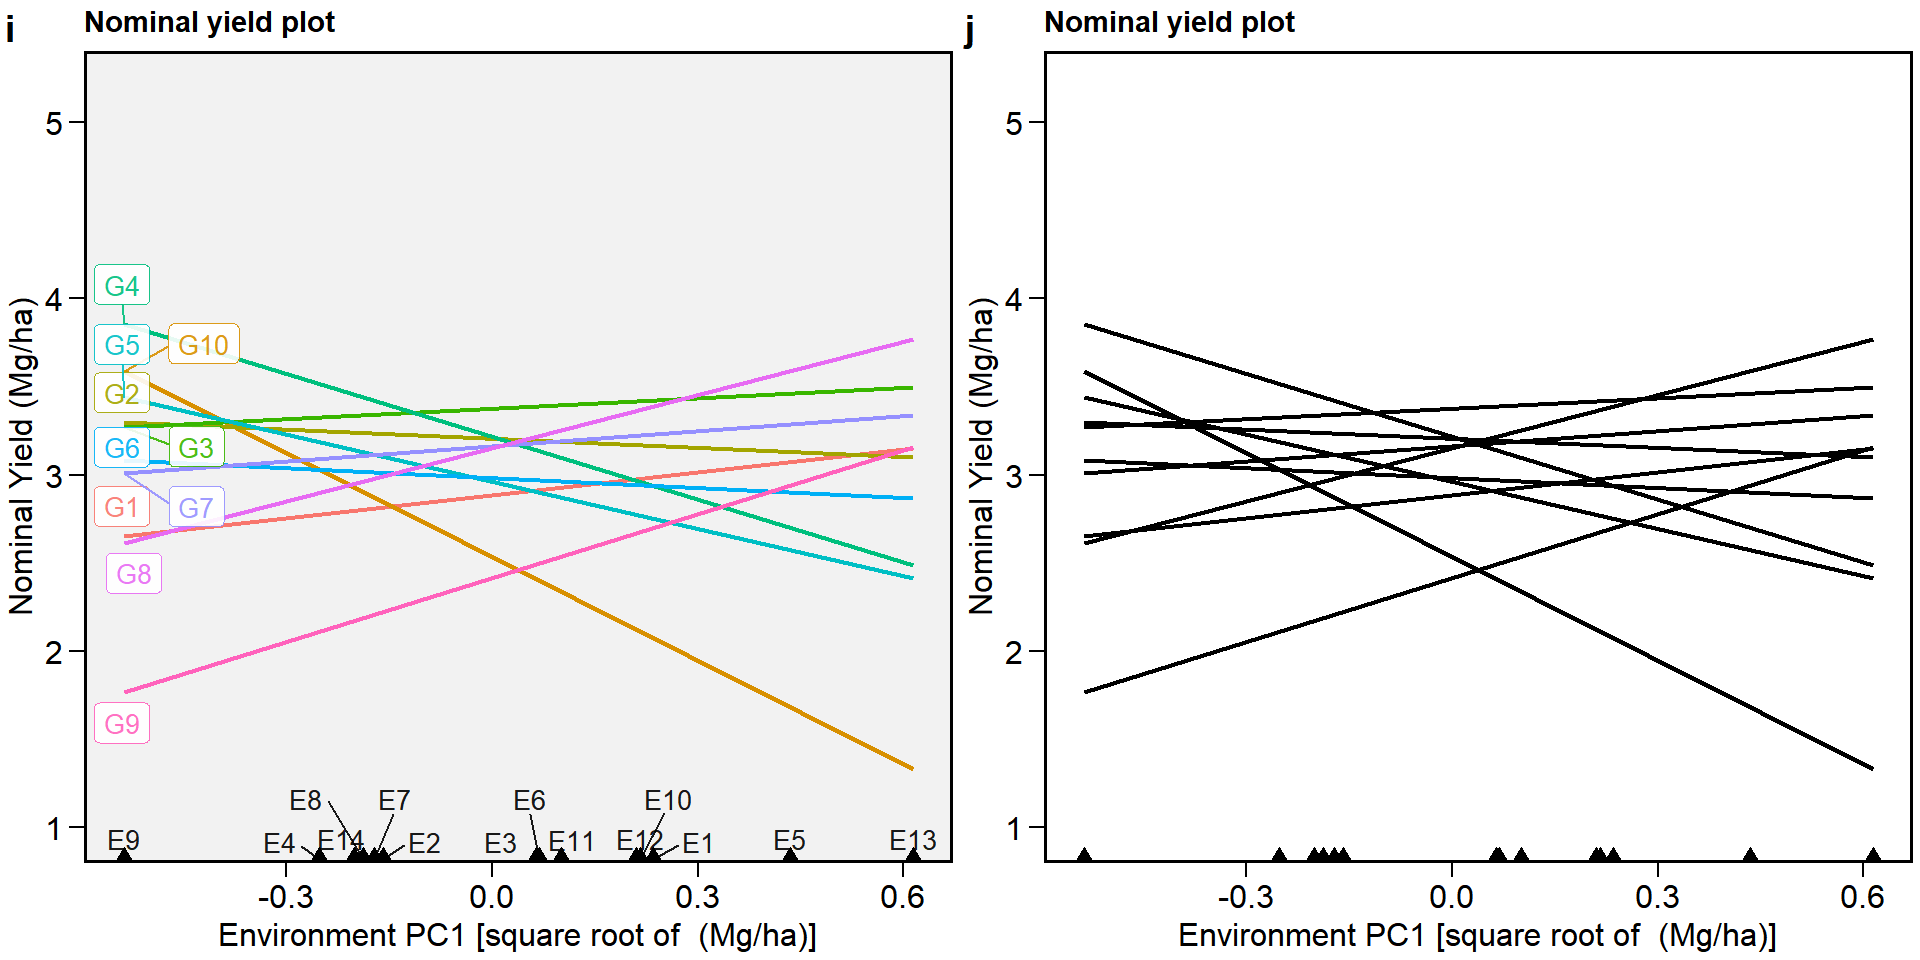 i
Nominal yield plot
Nominal Yield (Mg/ha)
5
4
3
2
1
G4
G5
G10
G2
G6
G3
G1
G7
G8
G9
E8
E7
E6
E10
E9
E4
E14
E2
E3
E11
E12
E1
E5
E13
-0.3
0.0
0.3
0.6
Environment PC1 [square root of  (Mg/ha)]
j
Nominal yield plot
Nominal Yield (Mg/ha)
5
4
3
2
1
-0.3
0.0
0.3
0.6
Environment PC1 [square root of  (Mg/ha)]